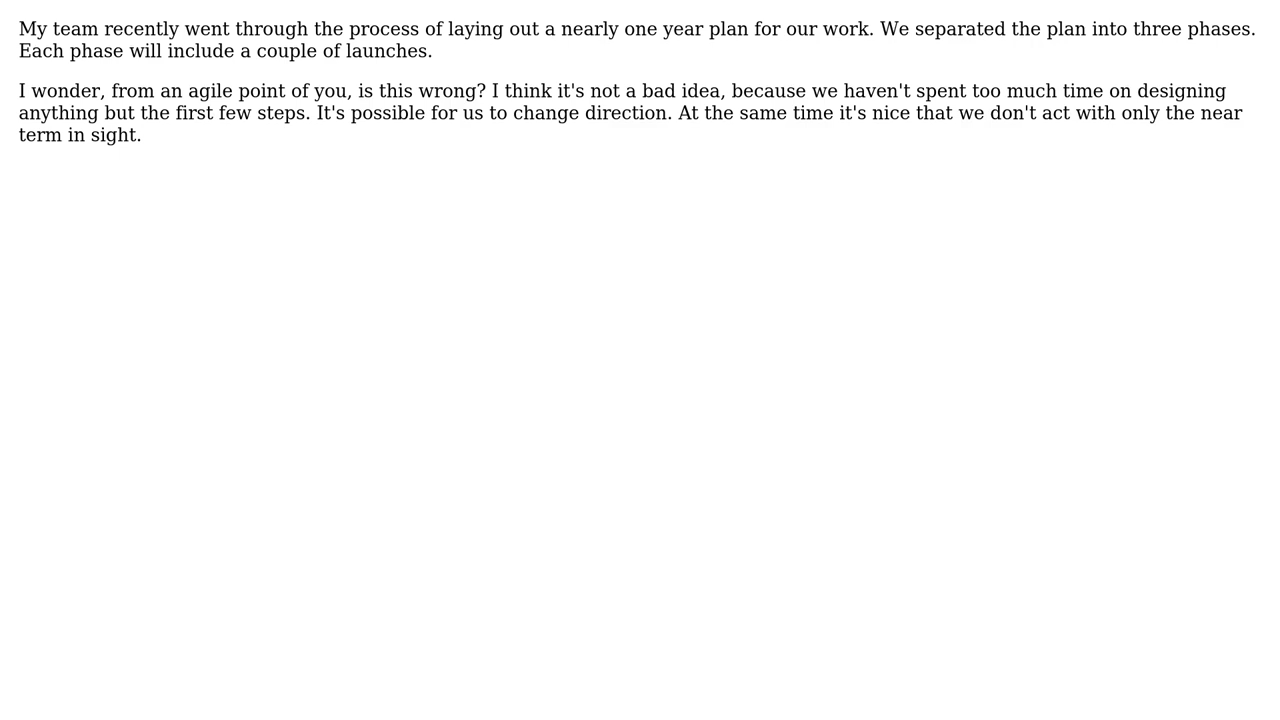 My team recently went through the process of laying out a nearly one year plan for our work. We separated the plan into three phases.
Each phase will include a couple of launches.
I wonder, from an agile point of you, is this wrong? I think it's not a bad idea, because we haven't spent too much time on designing
anything but the first few steps. It's possible for us to change direction. At the same time it's nice that we don't act with only the near
term in sight.